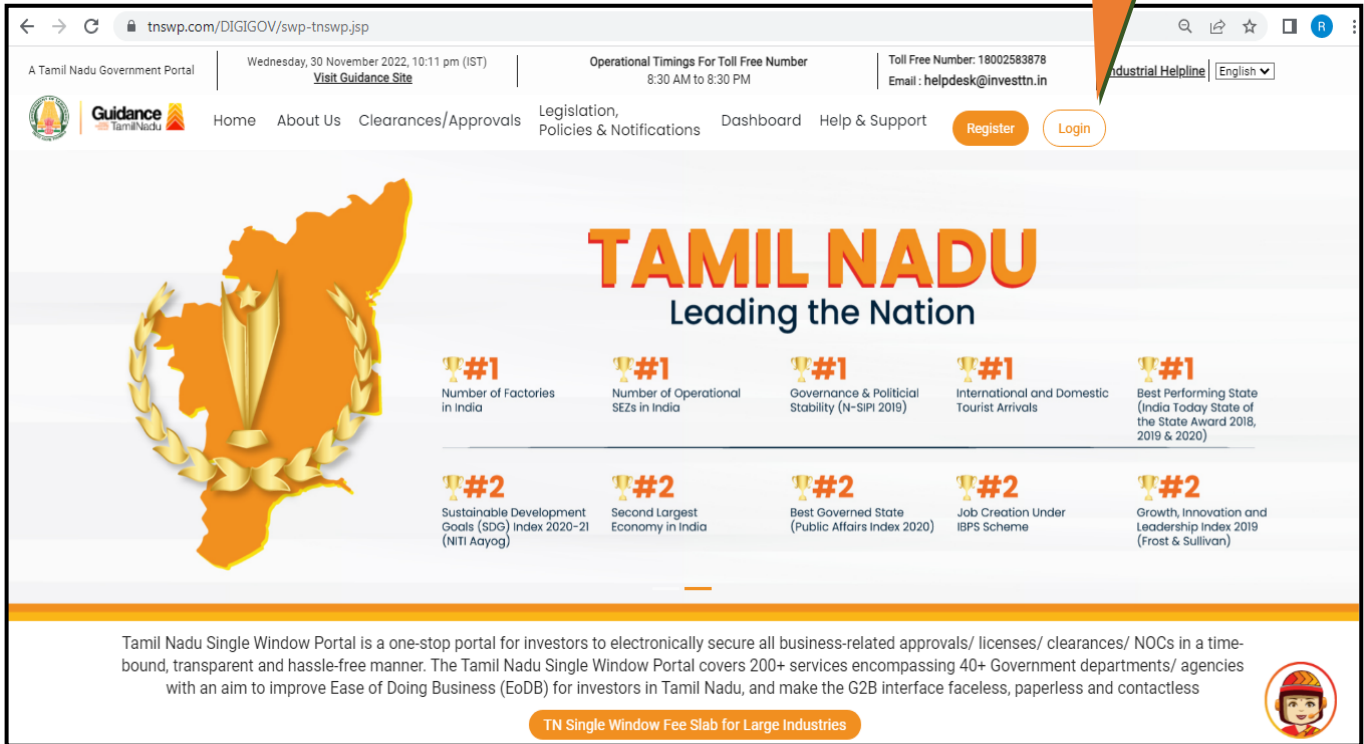 tnswp.com/DIGIGOV/swp-tnswp.jsp
R
A Tamil Nadu Government Portal
Wednesday, 30 November 2022, 10:11 pm (IST)
Visit Guidance Site
Operational Timings For Toll Free Number
8:30 AM to 8:30 PM
Toll Free Number: 18002583878
Email : helpdesk@investtn.in
Industrial Helpline
English
Guidance
TamilNadu
Home
About Us
Clearances/Approvals
Legislation,
Policies & Notifications
Dashboard
Help & Support
Register
Login
TAMIL NADU
Leading the Nation
#1
Number of Factories
in India
#1
Number of Operational
SEZs in India
#1
Governance & Politicial
Stability (N-SIPI 2019)
#1
International and Domestic
Tourist Arrivals
#1
Best Performing State
(India Today State of
the State Award 2018,
2019 & 2020)
#2
Sustainable Development
Goals (SDG) Index 2020-21
(NITI Aayog)
#2
Second Largest
Economy in India
#2
Best Governed State
(Public Affairs Index 2020)
#2
Job Creation Under
IBPS Scheme
#2
Growth, Innovation and
Leadership Index 2019
(Frost & Sullivan)
Tamil Nadu Single Window Portal is a one-stop portal for investors to electronically secure all business-related approvals/ licenses/ clearances/ NOCs in a time-
bound, transparent and hassle-free manner. The Tamil Nadu Single Window Portal covers 200+ services encompassing 40+ Government departments/ agencies
with an aim to improve Ease of Doing Business (EoDB) for investors in Tamil Nadu, and make the G2B interface faceless, paperless and contactless
TN Single Window Fee Slab for Large Industries